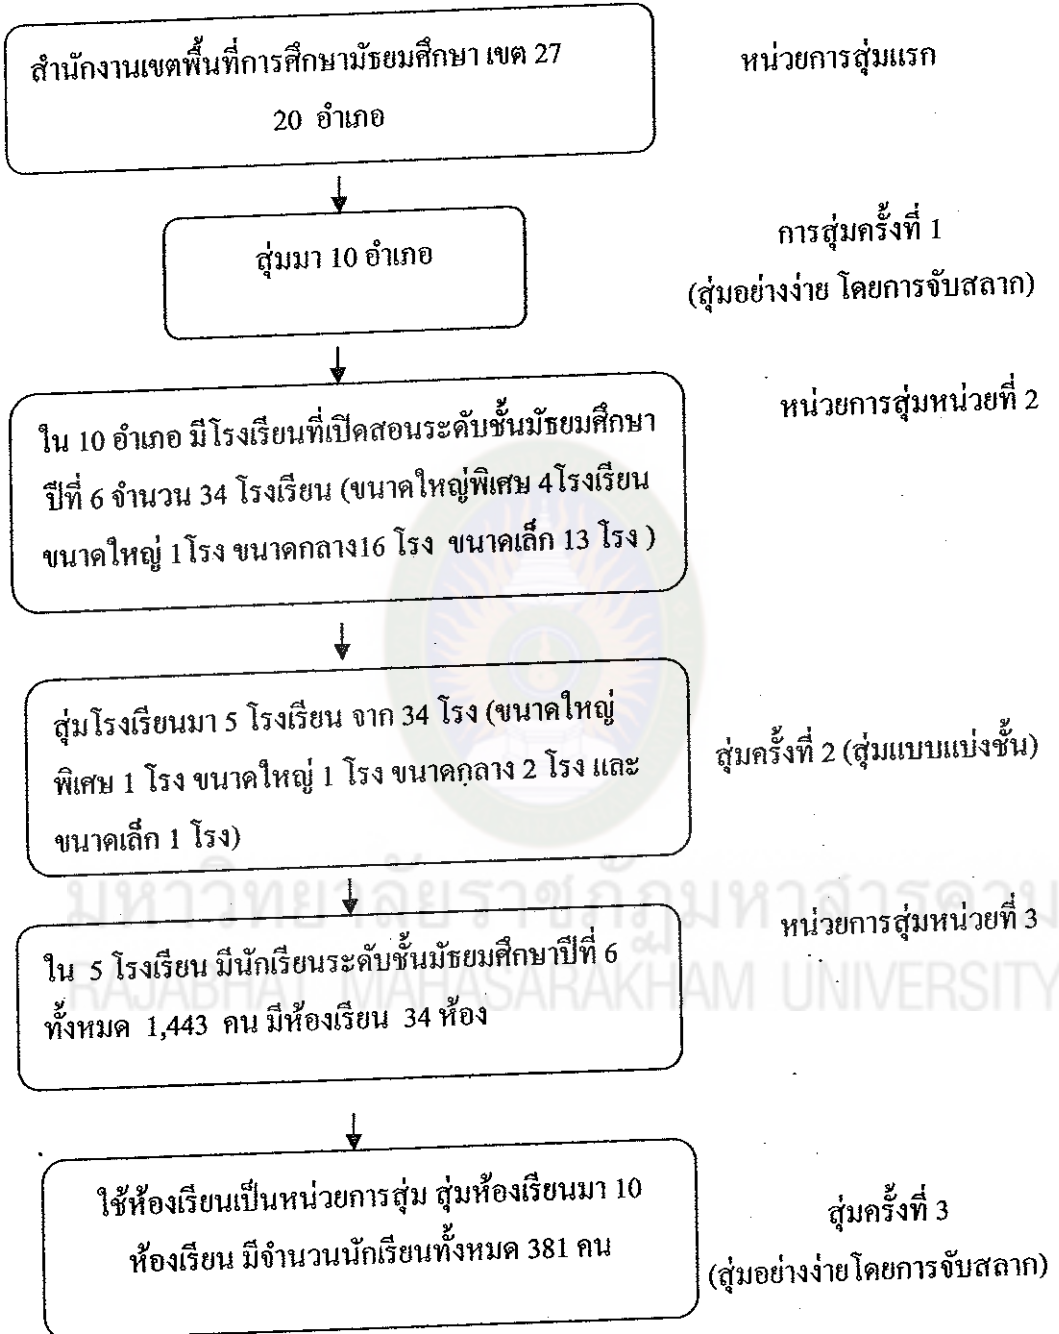 สำนักงานเขตพื้นที่การศึกษามัธยมศึกษา เขต 27
20 อำเภอ
หน่วยการสุ่มแรก
สุ่มมา 10 อำเภอ
การสุ่มครั้งที่ 1
(สุ่มอย่างง่าย โดยการจับสลาก)
ใน 10 อำเภอ มีโรงเรียนที่เปิดสอนระดับชั้นมัธยมศึกษา
ปีที่ 6 จำนวน 34 โรงเรียน (ขนาดใหญ่พิเศษ 4โรงเรียน
ขนาดใหญ่ 1โรง ขนาดกลาง16 โรง ขนาดเล็ก 13 โรง )
หน่วยการสุ่มหน่วยที่ 2
สุ่มโรงเรียนมา 5 โรงเรียน จาก 34 โรง (ขนาดใหญ่
พิเศษ 1 โรง ขนาดใหญ่ 1 โรง ขนาดกลาง 2 โรง และ
ขนาดเล็ก 1 โรง)
สุ่มครั้งที่ 2 (สุ่มแบบแบ่งชั้น)
มหาวิทยาลัยราชภัฏมหาสารคาม
RAJABHAT MAHASARAKHAM UNIVERSITY
ใน 5 โรงเรียน มีนักเรียนระดับชั้นมัธยมศึกษาปีที่ 6
ทั้งหมด 1,443 คน มีห้องเรียน 34 ห้อง
หน่วยการสุ่มหน่วยที่ 3
ใช้ห้องเรียนเป็นหน่วยการสุ่ม สุ่มห้องเรียนมา 10
ห้องเรียน มีจำนวนนักเรียนทั้งหมด 381 คน
สุ่มครั้งที่ 3
(สุ่มอย่างง่ายโดยการจับสลาก)